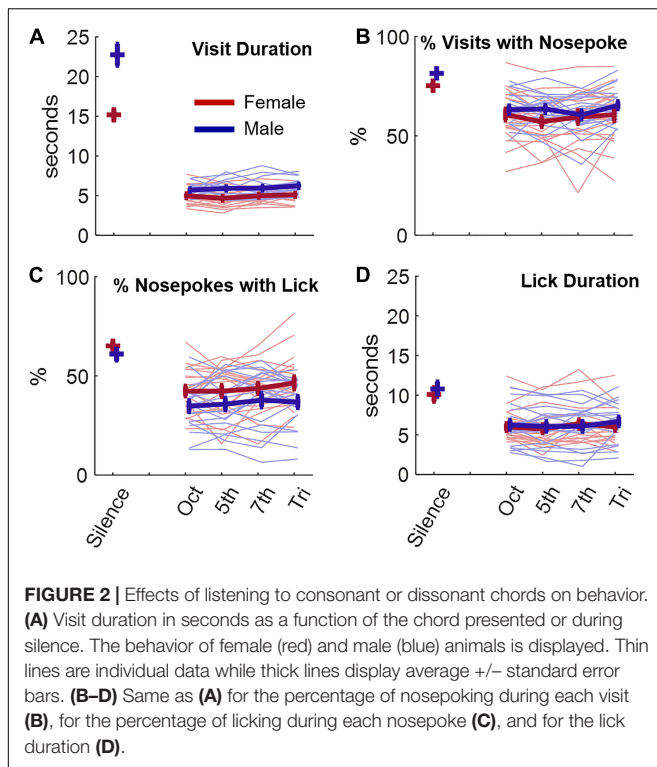 A
Visit Duration
25
20
15
10
5
0
seconds
Female
Male
B
% Visits with Nosepoke
100
50
0
%
C
% Nosepokes with Lick
100
50
0
%
Silence
Oct
5th
7th
Tri
D
Lick Duration
25
20
15
10
5
0
seconds
Silence
Oct
5th
7th
Tri
FIGURE 2 | Effects of listening to consonant or dissonant chords on behavior.
(A) Visit duration in seconds as a function of the chord presented or during
silence. The behavior of female (red) and male (blue) animals is displayed. Thin
lines are individual data while thick lines display average +/− standard error
bars. (B–D) Same as (A) for the percentage of nosepoking during each visit
(B), for the percentage of licking during each nosepoke (C), and for the lick
duration (D).